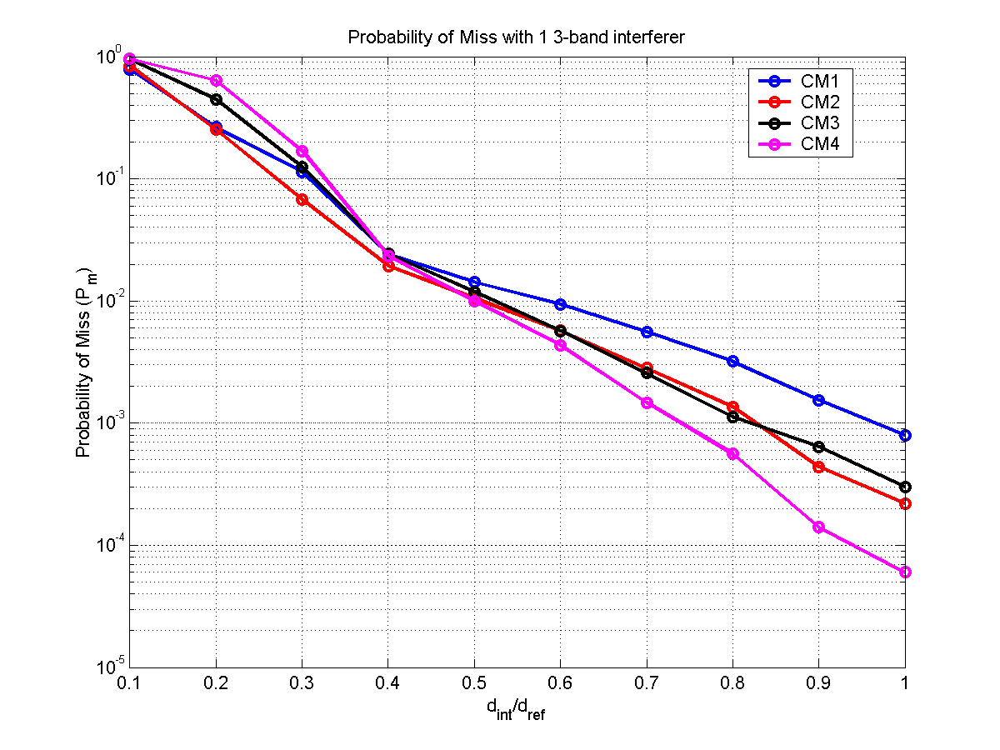 Probability of Miss with 1 3-band interferer
10^0
10^-1
10^-2
10^-3
10^-4
10^-5
Probability of Miss (P_m)
CM1
CM2
CM3
CM4
0.1 0.2 0.3 0.4 0.5 0.6 0.7 0.8 0.9 1
d_int/d_ref